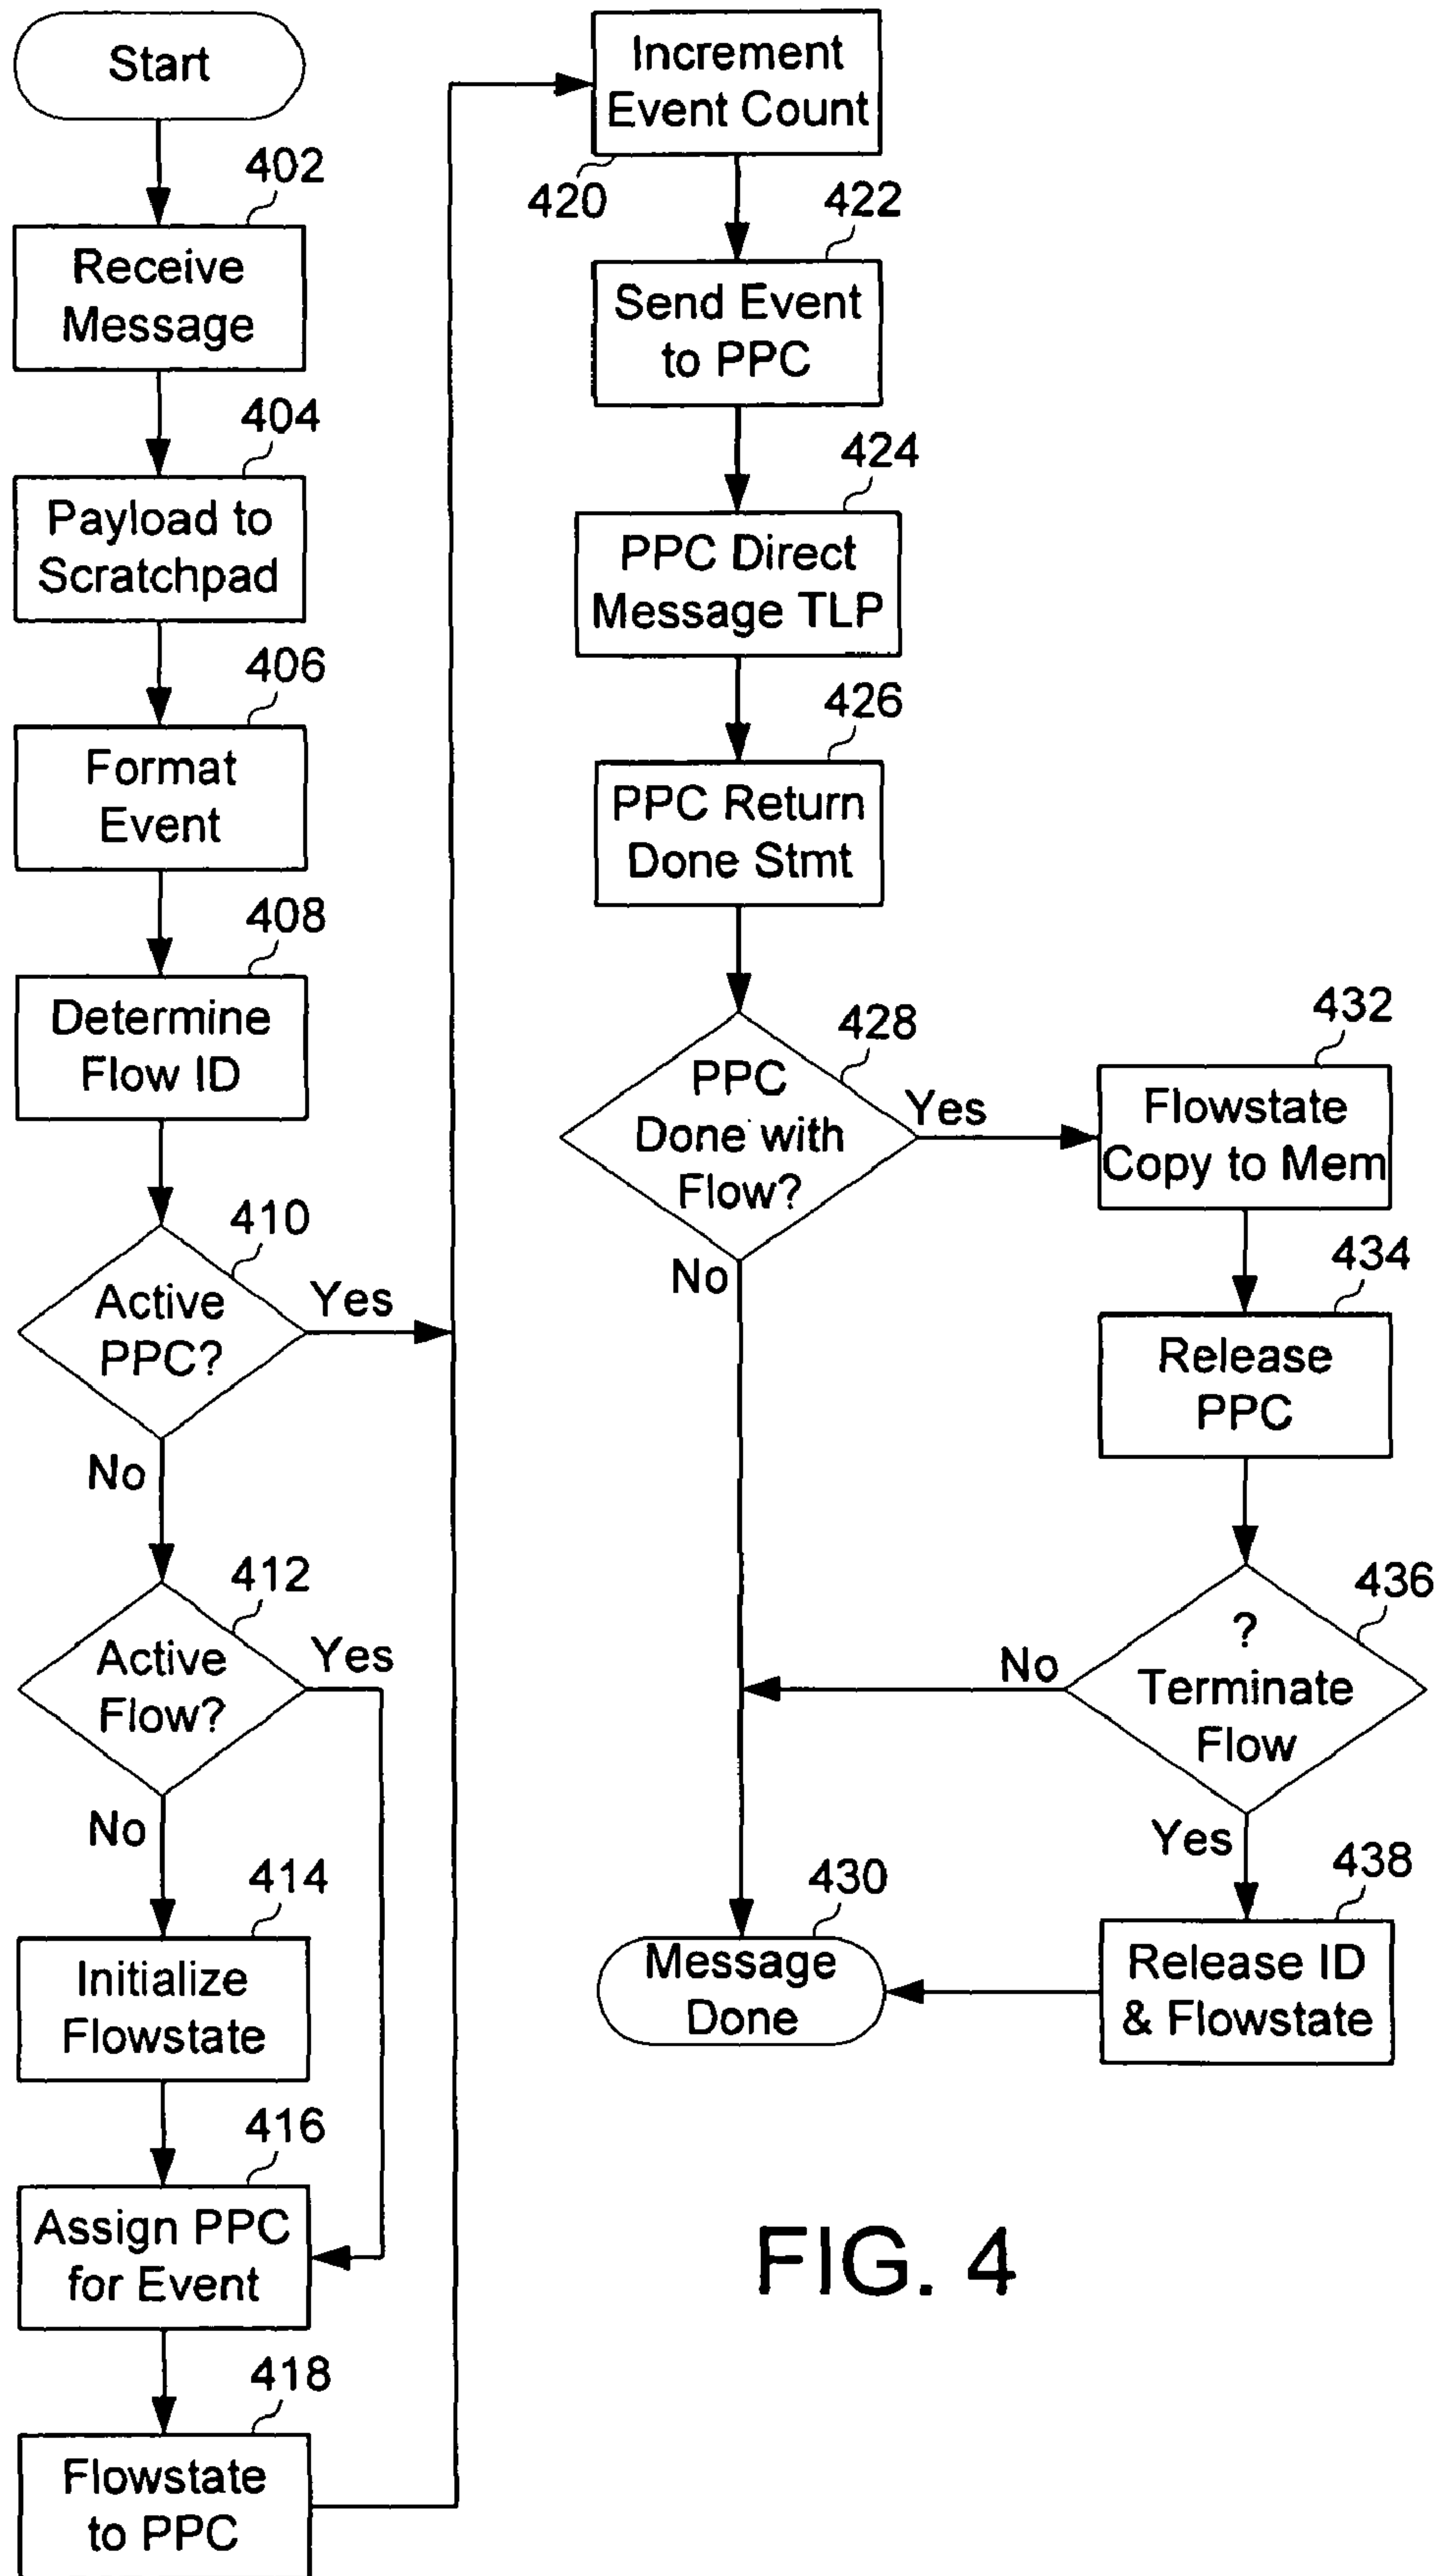 Start
402
Receive
Message
404
Payload to
Scratchpad
406
Format
Event
408
Determine
Flow ID
410
Active
PPC?
Yes
No
412
Active
Flow?
Yes
No
414
Initialize
Flowstate
416
Assign PPC
for Event
418
Flowstate
to PPC
Increment
Event Count
420
422
Send Event
to PPC
424
PPC Direct
Message TLP
426
PPC Return
Done Stmt
428
PPC
Done with
Flow?
Yes
No
432
Flowstate
Copy to Mem
434
Release
PPC
436
?
Terminate
Flow
No
Yes
438
Release ID
& Flowstate
430
Message
Done
FIG. 4